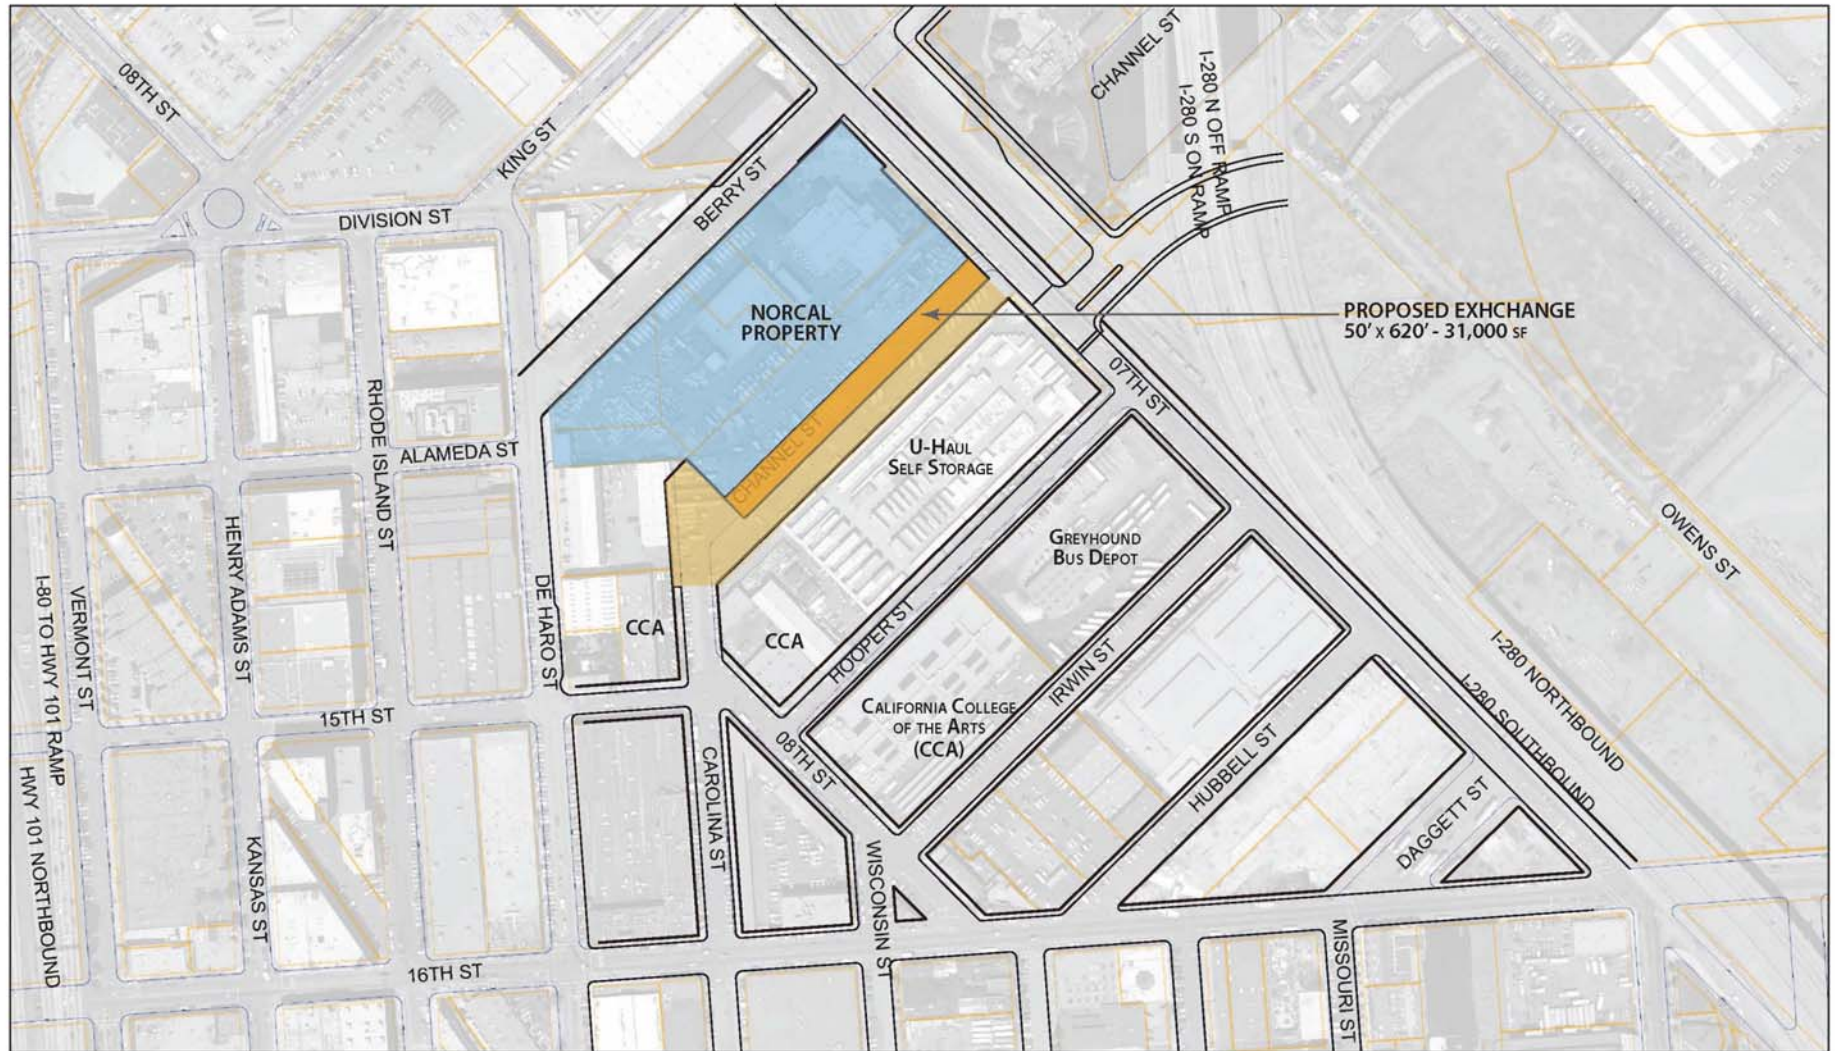 08TH ST
KING ST
DIVISION ST
BERRY ST
CHANNEL ST
I-280 N OFF RAMP
I-280 S ON RAMP
NORCAL
PROPERTY
PROPOSED EXHCHANGE
50' X 620' - 31,000 SF
07TH ST
RHODE ISLAND ST
ALAMEDA ST
CHANNEL ST
U-HAUL
SELF STORAGE
GREYHOUND
BUS DEPOT
OWENS ST
HENRY ADAMS ST
VERMONT ST
I-80 TO HWY 101 RAMP
DE HARO ST
CCA
CCA
HOOPER ST
IRWIN ST
I-280 NORTHBOUND
I-280 SOUTHBOUND
CALIFORNIA COLLEGE
OF THE ARTS
(CCA)
15TH ST
08TH ST
CAROLINA ST
HUBBELL ST
DAGGETT ST
HWY 101 NORTHBOUND
KANSAS ST
WISCONSIN ST
16TH ST
MISSOURI ST